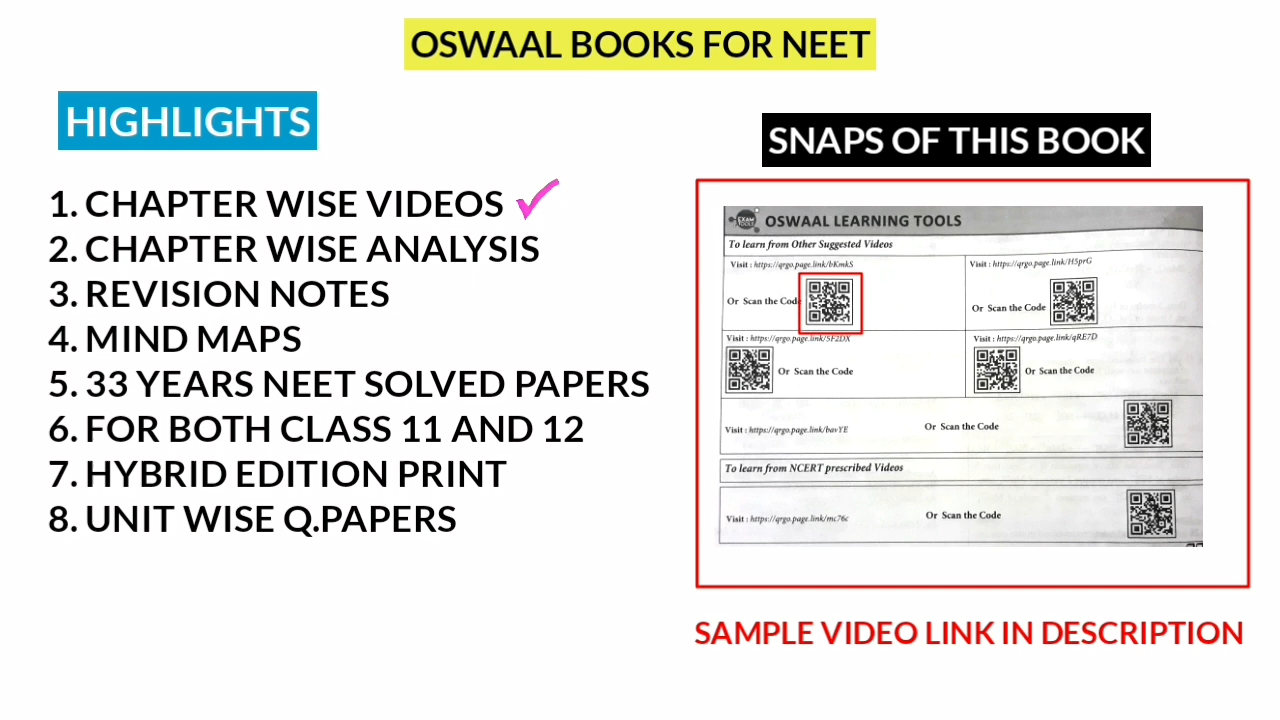 OSWAAL BOOKS FOR NEET
HIGHLIGHTS
1. CHAPTER WISE VIDEOS
2. CHAPTER WISE ANALYSIS
3. REVISION NOTES
4. MIND MAPS
5. 33 YEARS NEET SOLVED PAPERS
6. FOR BOTH CLASS 11 AND 12
7. HYBRID EDITION PRINT
8. UNIT WISE Q.PAPERS
SNAPS OF THIS BOOK
EXAM
OSWAAL LEARNING TOOLS
To learn from Other Suggested Videos
Visit : https://qrgo.page.link/bKmkS
Or Scan the Code
Visit : https://qrgo.page.link/H5prG
Or Scan the Code
Visit : https://qrgo.page.link/5F2DX
Or Scan the Code
Visit : https://qrgo.page.link/qRE7D
Or Scan the Code
Visit : https://qrgo.page.link/bavYE
Or Scan the Code
To learn from NCERT prescribed Videos
Visit : https://qrgo.page.link/mc76c
Or Scan the Code
SAMPLE VIDEO LINK IN DESCRIPTION